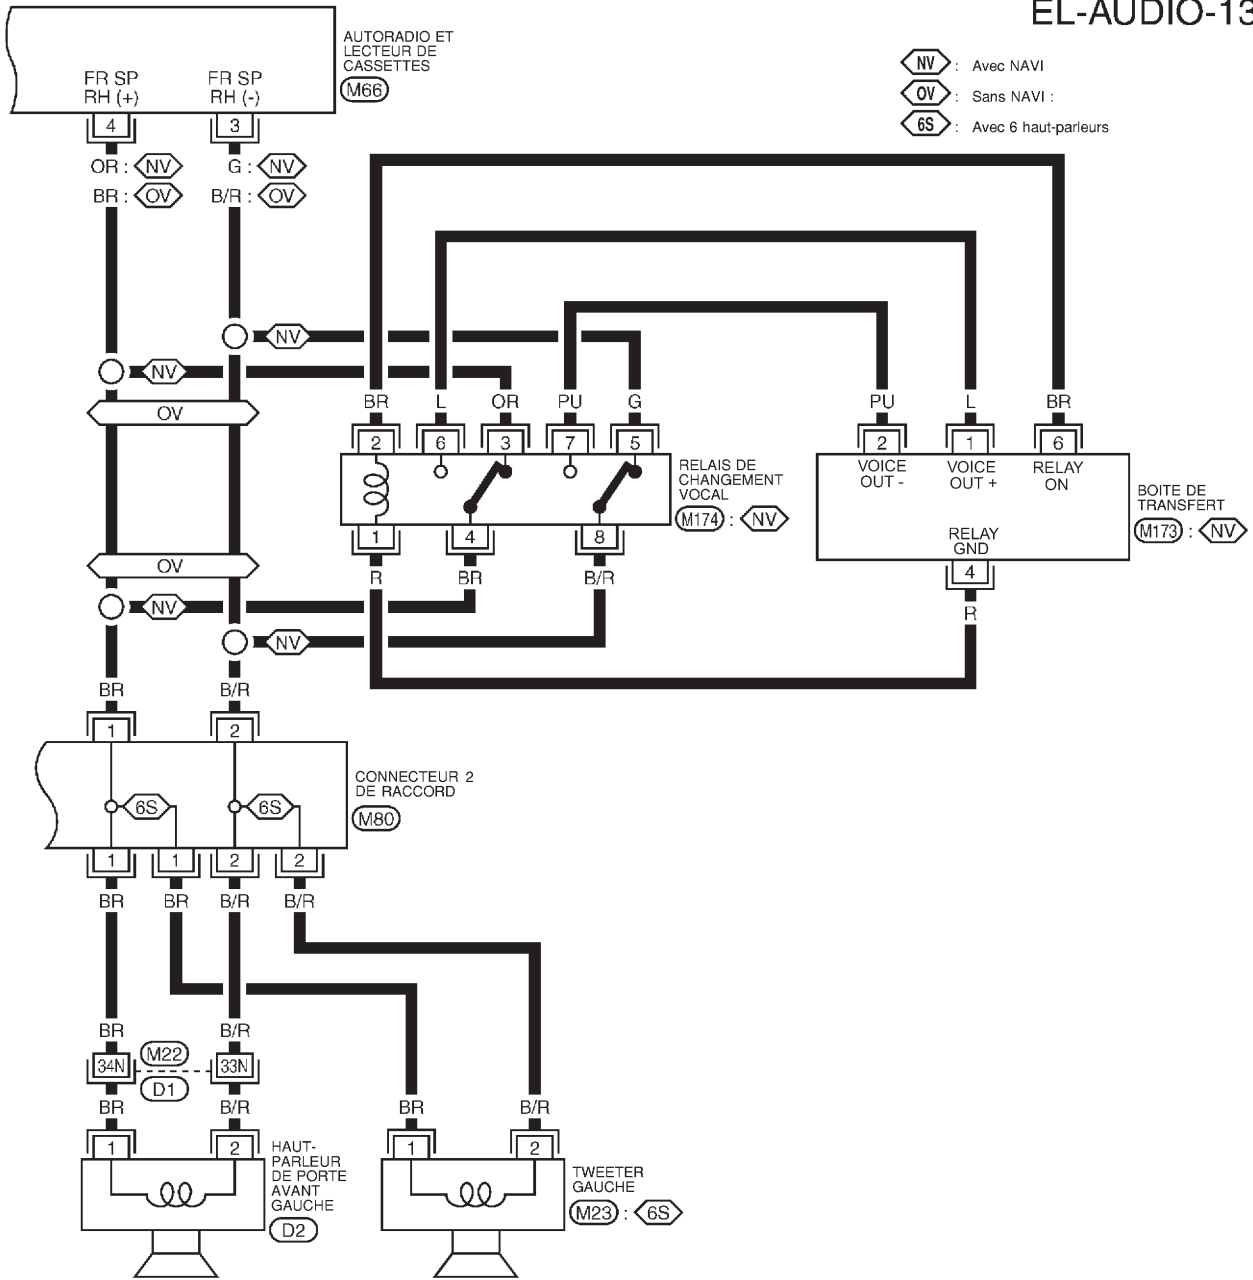 EL-AUDIO-13
AUTORADIO ET
LECTEUR DE
CASSETTES
M66
FR SP
RH (+)
FR SP
RH (-)
4
3
NV : Avec NAVI
OV : Sans NAVI :
6S : Avec 6 haut-parleurs
OR : NV
G : NV
BR : OV
B/R : OV
NV
NV
OV
BR
L
OR
PU
G
PU
L
BR
2
6
3
7
5
2
1
6
RELAIS DE
CHANGEMENT
VOCAL
M174 : NV
VOICE
OUT -
VOICE
OUT +
RELAY
ON
BOITE DE
TRANSFERT
M173 : NV
RELAY
GND
1
4
8
4
OV
R
BR
B/R
R
NV
NV
BR
B/R
1
2
CONNECTEUR 2
DE RACCORD
M80
6S
6S
1
1
2
2
BR
BR
B/R
B/R
BR
B/R
34N
M22
33N
D1
BR
B/R
BR
B/R
1
2
1
2
HAUT-
PARLEUR
DE PORTE
AVANT
GAUCHE
D2
TWEETER
GAUCHE
M23 : 6S